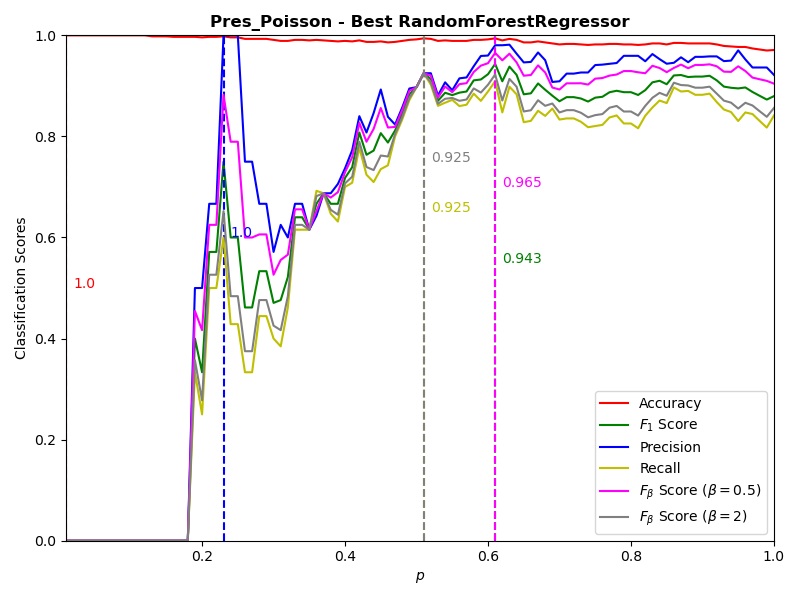 Pres_Poisson - Best RandomForestRegressor
Classification Scores
1.0
0.8
0.6
0.4
0.2
0.0
0.2
0.4
0.6
0.8
1.0
p
1.0
1.0
0.925
0.925
0.965
0.943
Accuracy
F₁ Score
Precision
Recall
Fᵦ Score (β = 0.5)
Fᵦ Score (β = 2)